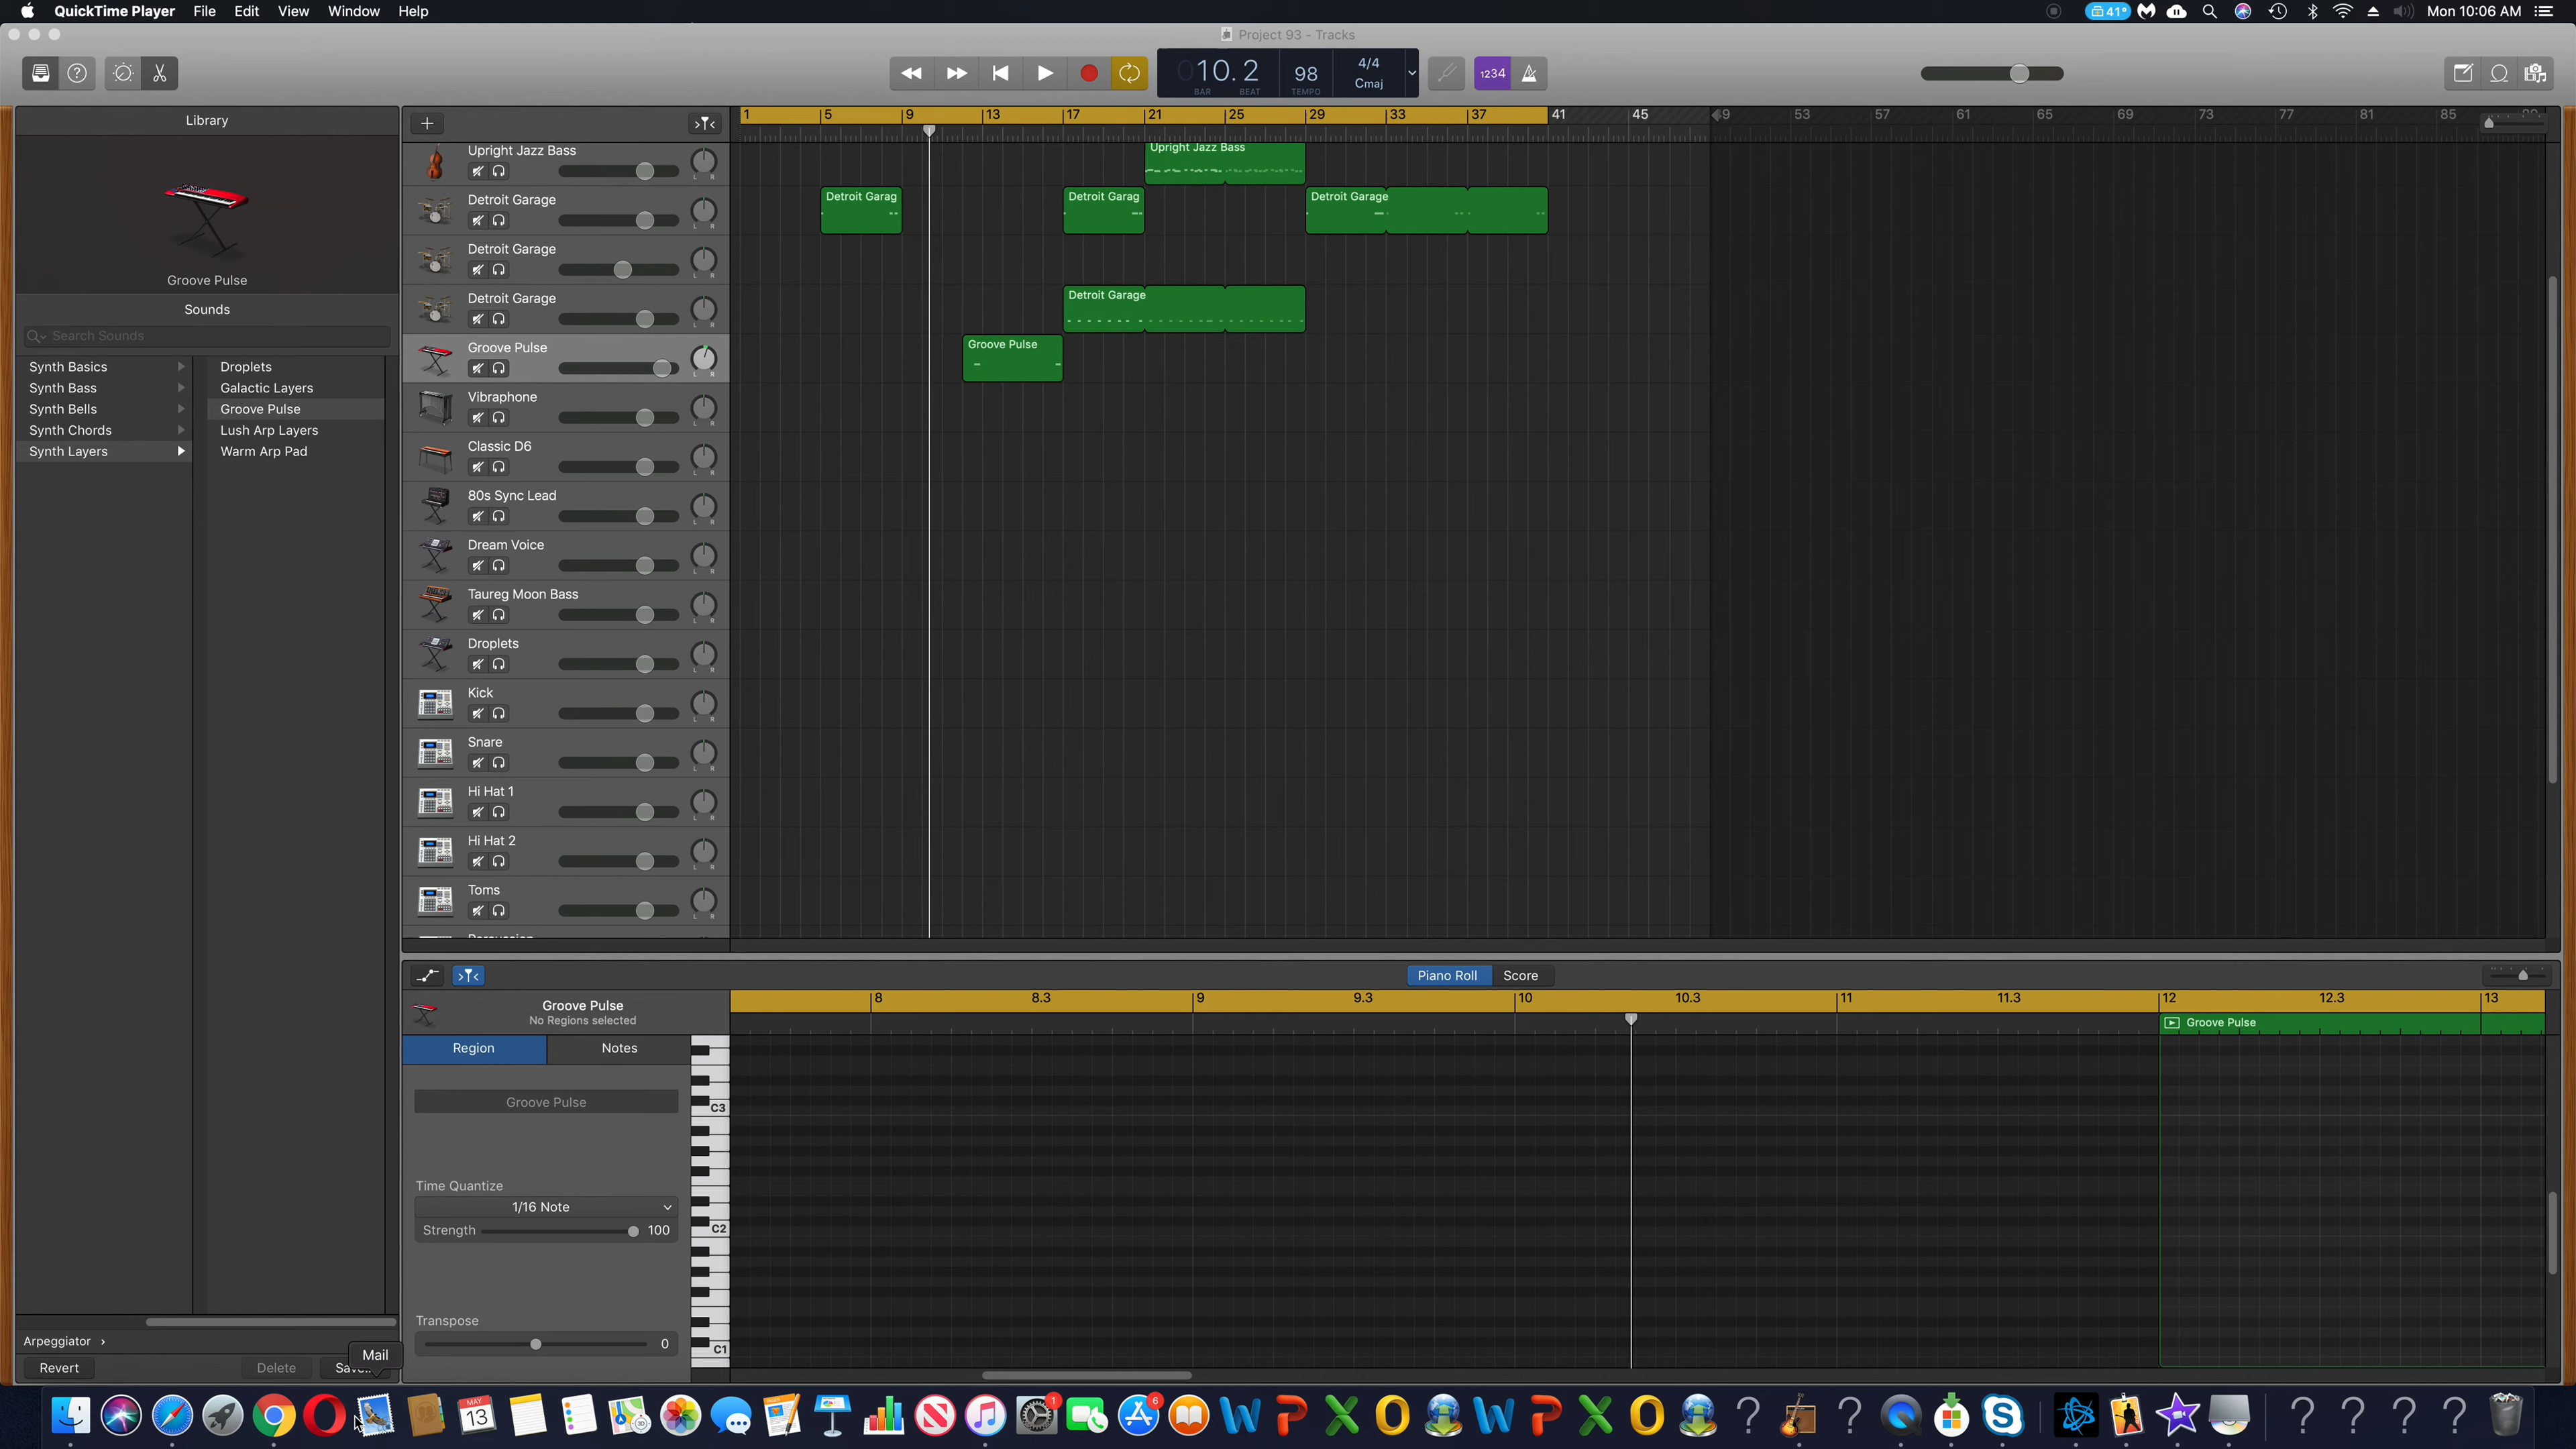 QuickTime Player File Edit View Window Help 41° Mon 10:06 AM
Project 93 - Tracks
010.2 98 4/4 Cmaj
BAR BEAT TEMPO
1234
Library
1 5 9 13 17 21 25 29 33 37 41 45 49 53 57 61 65 69 73 77 81 85
Groove Pulse
Sounds
Search Sounds
Synth Basics
Synth Bass
Synth Bells
Synth Chords
Synth Layers
Droplets
Galactic Layers
Groove Pulse
Lush Arp Layers
Warm Arp Pad
Arpeggiator
Revert Delete
Mail
Upright Jazz Bass
Detroit Garage
Detroit Garage
Detroit Garage
Groove Pulse
Vibraphone
Classic D6
80s Sync Lead
Dream Voice
Taureg Moon Bass
Droplets
Kick
Snare
Hi Hat 1
Hi Hat 2
Toms
Upright Jazz Bass
Detroit Garag
Detroit Garag
Detroit Garage
Detroit Garage
Groove Pulse
Piano Roll Score
Groove Pulse
No Regions selected
8 8.3 9 9.3 10 10.3 11 11.3 12 12.3 13
Groove Pulse
Region Notes
Groove Pulse
C3
Time Quantize
1/16 Note
C2
Strength 100
Transpose
0
C1
MAY
13
1
6